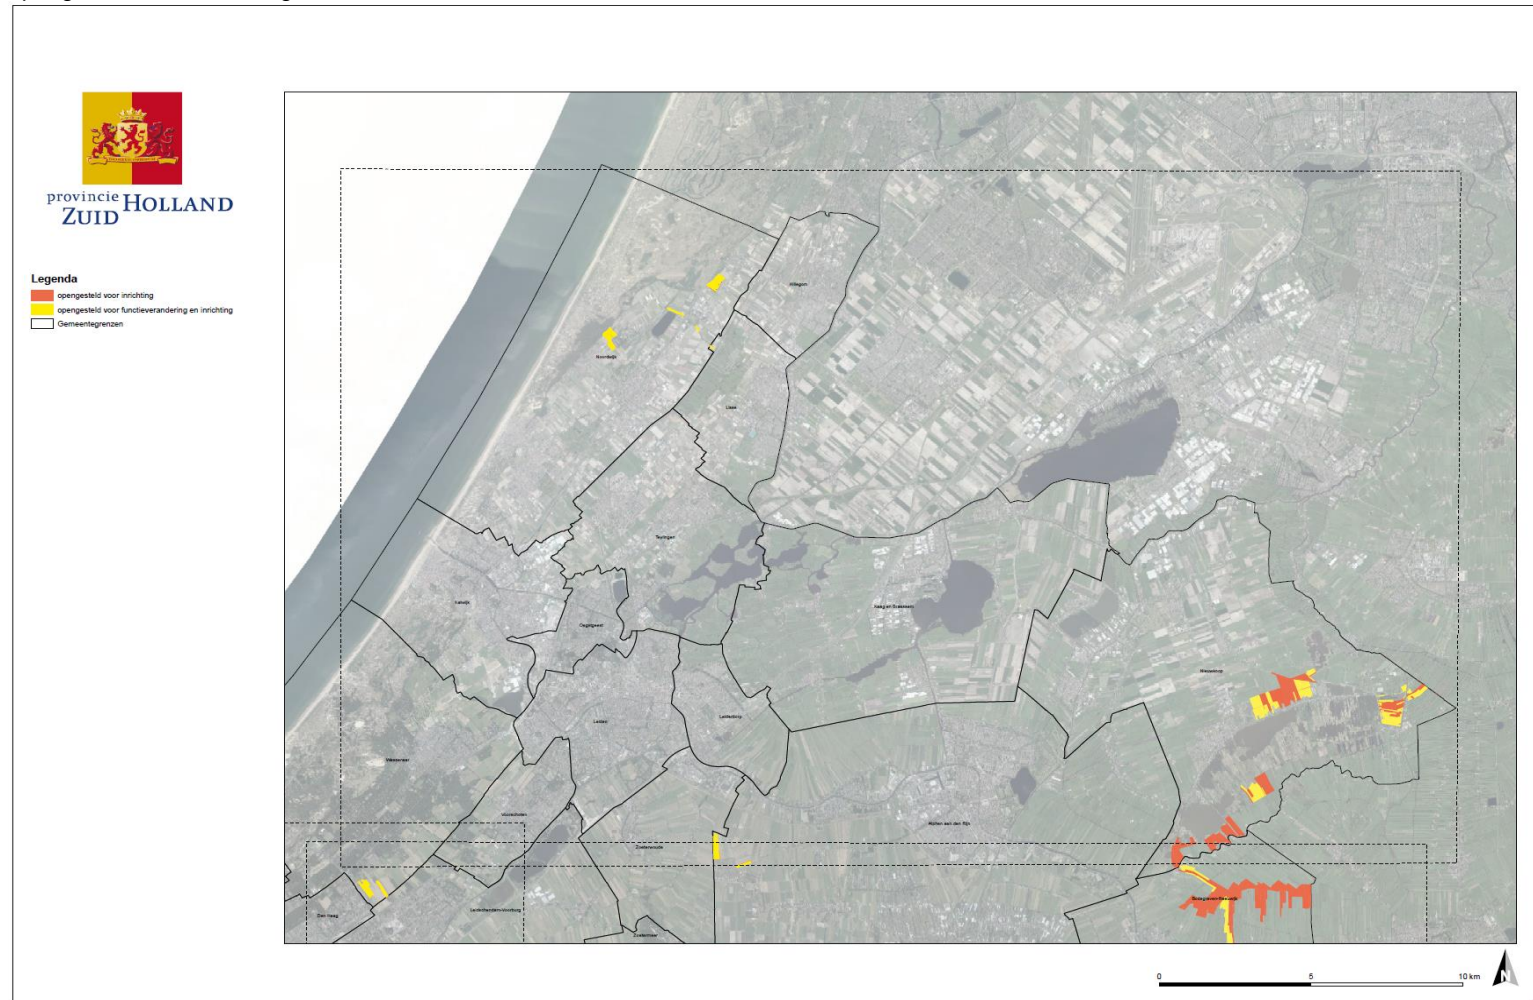 provincie HOLLAND
ZUID
Legenda
opengesteld voor inrichting
opengesteld voor functieverandering en inrichting
Gemeentegrenzen
Hillegom
Noordwijk
Lisse
Teylingen
Katwijk
Kaag en Braassem
Oegstgeest
Nieuwkoop
Leiden
Leiderdorp
Wassenaar
Voorschoten
Alphen aan den Rijn
Zoeterwoude
Bodegraven-Reeuwijk
Den Haag
Leidschendam-Voorburg
Zoetermeer
0 5 10 km
N